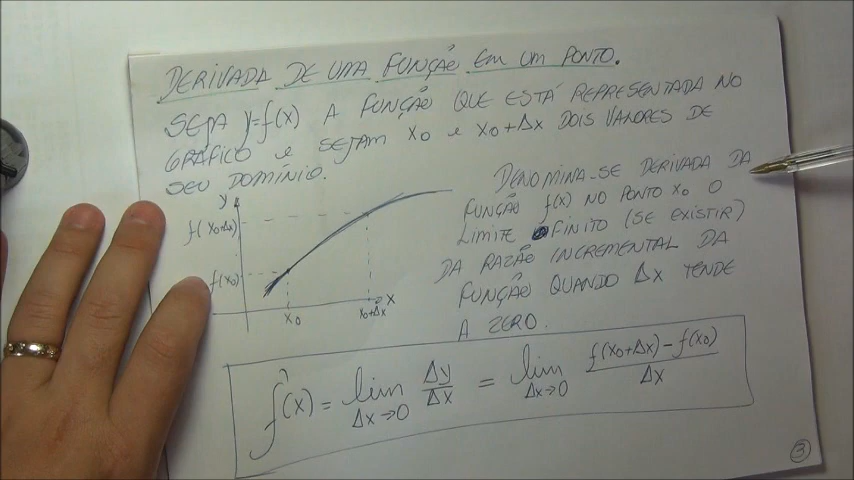 DERIVADA DE UMA FUNÇÃO EM UM PONTO.
SEJA y=f(x) A FUNÇÃO QUE ESTÁ REPRESENTADA NO
GRÁFICO e SEJAM x0 e x0+Δx DOIS VALORES DE
SEU DOMÍNIO.
DENOMINA-SE DERIVADA DA
FUNÇÃO f(x) NO PONTO x0 O
LIMITE FINITO (SE EXISTIR)
DA RAZÃO INCREMENTAL DA
FUNÇÃO QUANDO Δx TENDE
A ZERO.
y
f(x0+Δx)
f(x0)
x0
x0+Δx
x
f'(x) = lim Δx→0 Δy/Δx = lim Δx→0 f(x0+Δx)-f(x0)/Δx
3